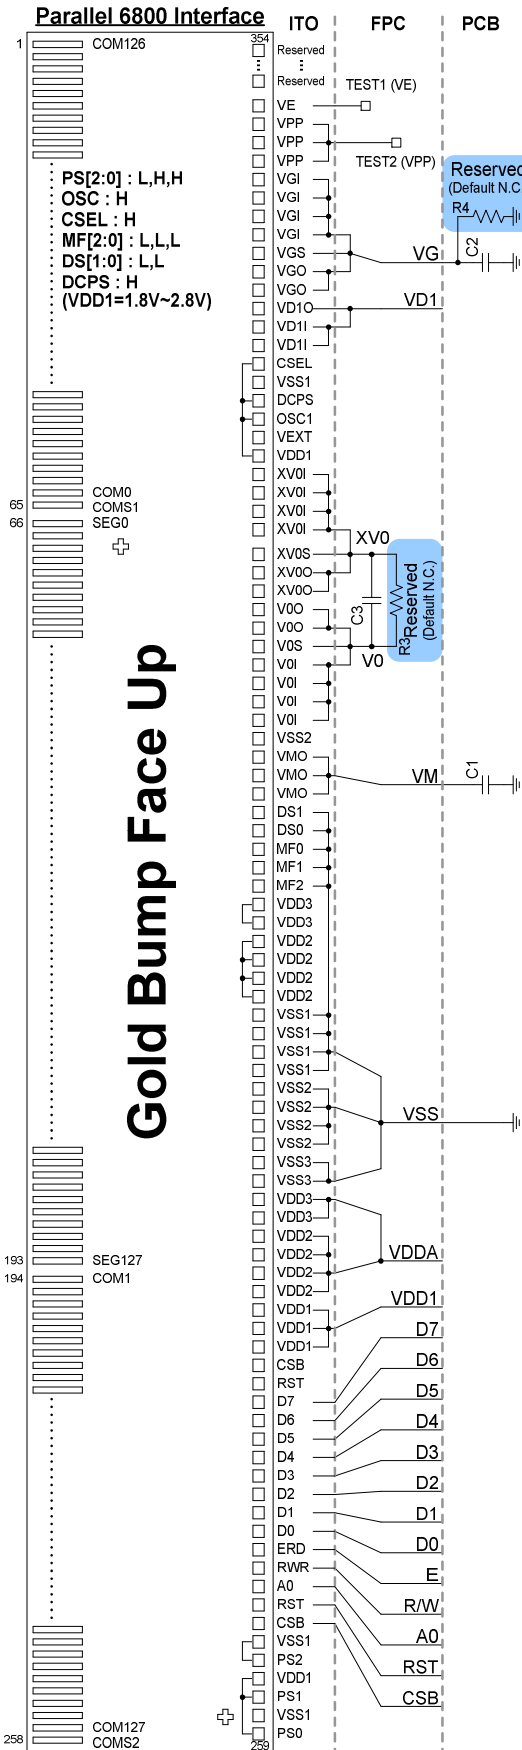 Parallel 6800 Interface
ITO
FPC
PCB
1
COM126
354
Reserved
Reserved
TEST1 (VE)
VE
VPP
VPP
TEST2 (VPP)
VPP
PS[2:0] : L,H,H
OSC : H
CSEL : H
MF[2:0] : L,L,L
DS[1:0] : L,L
DCPS : H
(VDD1=1.8V~2.8V)
Reserved
(Default N.C
R4
C2
VGI
VGI
VGI
VGI
VGS
VG
VGO
VGO
VD1O
VD1
VD1I
VD1I
CSEL
VSS1
DCPS
OSC1
VEXT
VDD1
XV0I
COM0
XV0I
65
COMS1
XV0I
66
SEG0
XV0I
XV0
XV0S
XV0O
XV0O
C3
R3
Reserved
(Default N.C.)
V0O
V0O
V0S
V0
V0I
V0I
V0I
V0I
VSS2
VMO
VMO
VM
C1
VMO
DS1
DS0
MF0
MF1
MF2
Gold Bump Face Up
VDD3
VDD3
VDD2
VDD2
VDD2
VDD2
VSS1
VSS1
VSS1
VSS1
VSS2
VSS2
VSS
VSS2
VSS2
VSS3
VSS3
VDD3
VDD3
VDD2
VDD2
VDDA
193
SEG127
VDD2
194
COM1
VDD2
VDD1
VDD1
VDD1
VDD1
CSB
RST
D7
D7
D6
D6
D5
D5
D4
D4
D3
D3
D2
D2
D1
D1
D0
D0
ERD
E
RWR
R/W
A0
A0
RST
RST
CSB
CSB
VSS1
PS2
VDD1
PS1
VSS1
COM127
PS0
258
COMS2
259